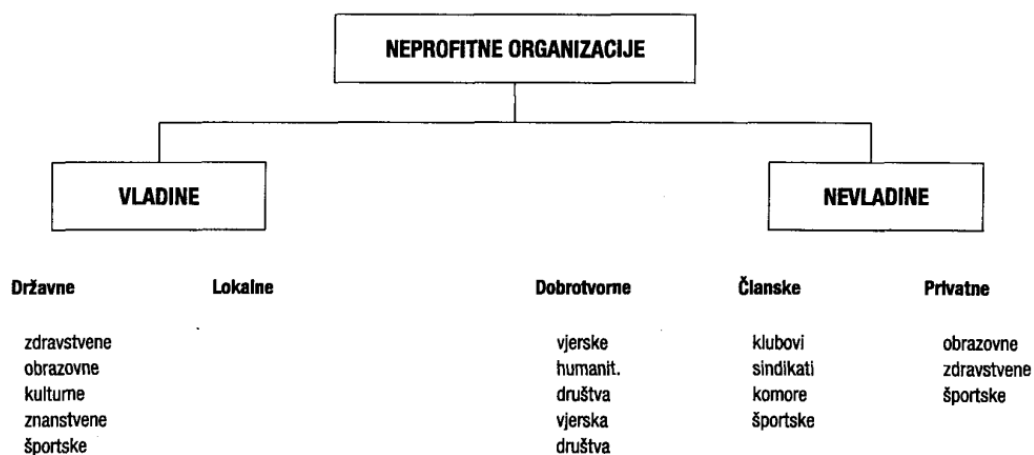 NEPROFITNE ORGANIZACIJE
VLADINE
NEVLADINE
Državne
Lokalne
Dobrotvorne
Članske
Privatne
zdravstvene
obrazovne
kulturne
znanstvene
športske
vjerske
humanit.
društva
vjerska
društva
klubovi
sindikati
komore
športske
obrazovne
zdravstvene
športske